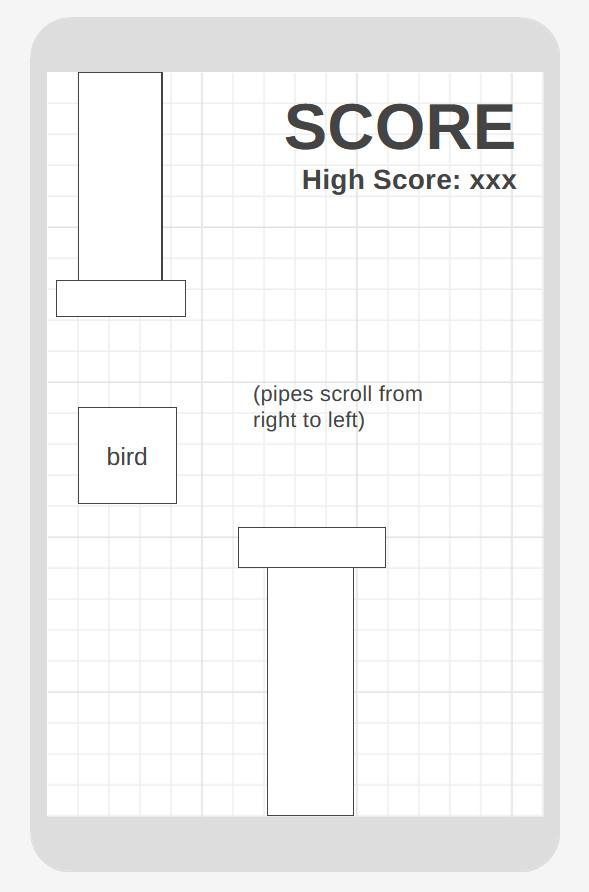 SCORE
High Score: xxx
(pipes scroll from
right to left)
bird